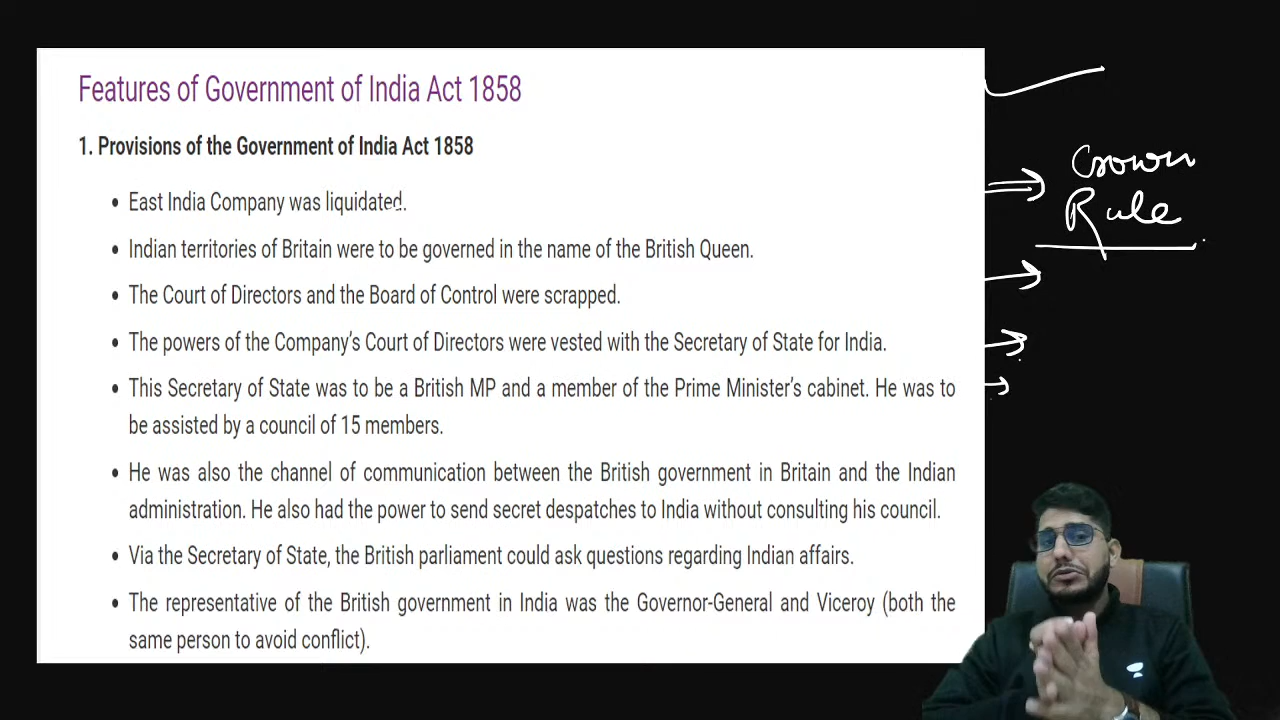 Features of Government of India Act 1858
1. Provisions of the Government of India Act 1858
• East India Company was liquidated.
• Indian territories of Britain were to be governed in the name of the British Queen.
• The Court of Directors and the Board of Control were scrapped.
• The powers of the Company's Court of Directors were vested with the Secretary of State for India.
• This Secretary of State was to be a British MP and a member of the Prime Minister's cabinet. He was to
be assisted by a council of 15 members.
• He was also the channel of communication between the British government in Britain and the Indian
administration. He also had the power to send secret despatches to India without consulting his council.
• Via the Secretary of State, the British parliament could ask questions regarding Indian affairs.
• The representative of the British government in India was the Governor-General and Viceroy (both the
same person to avoid conflict).
Crown
Rule